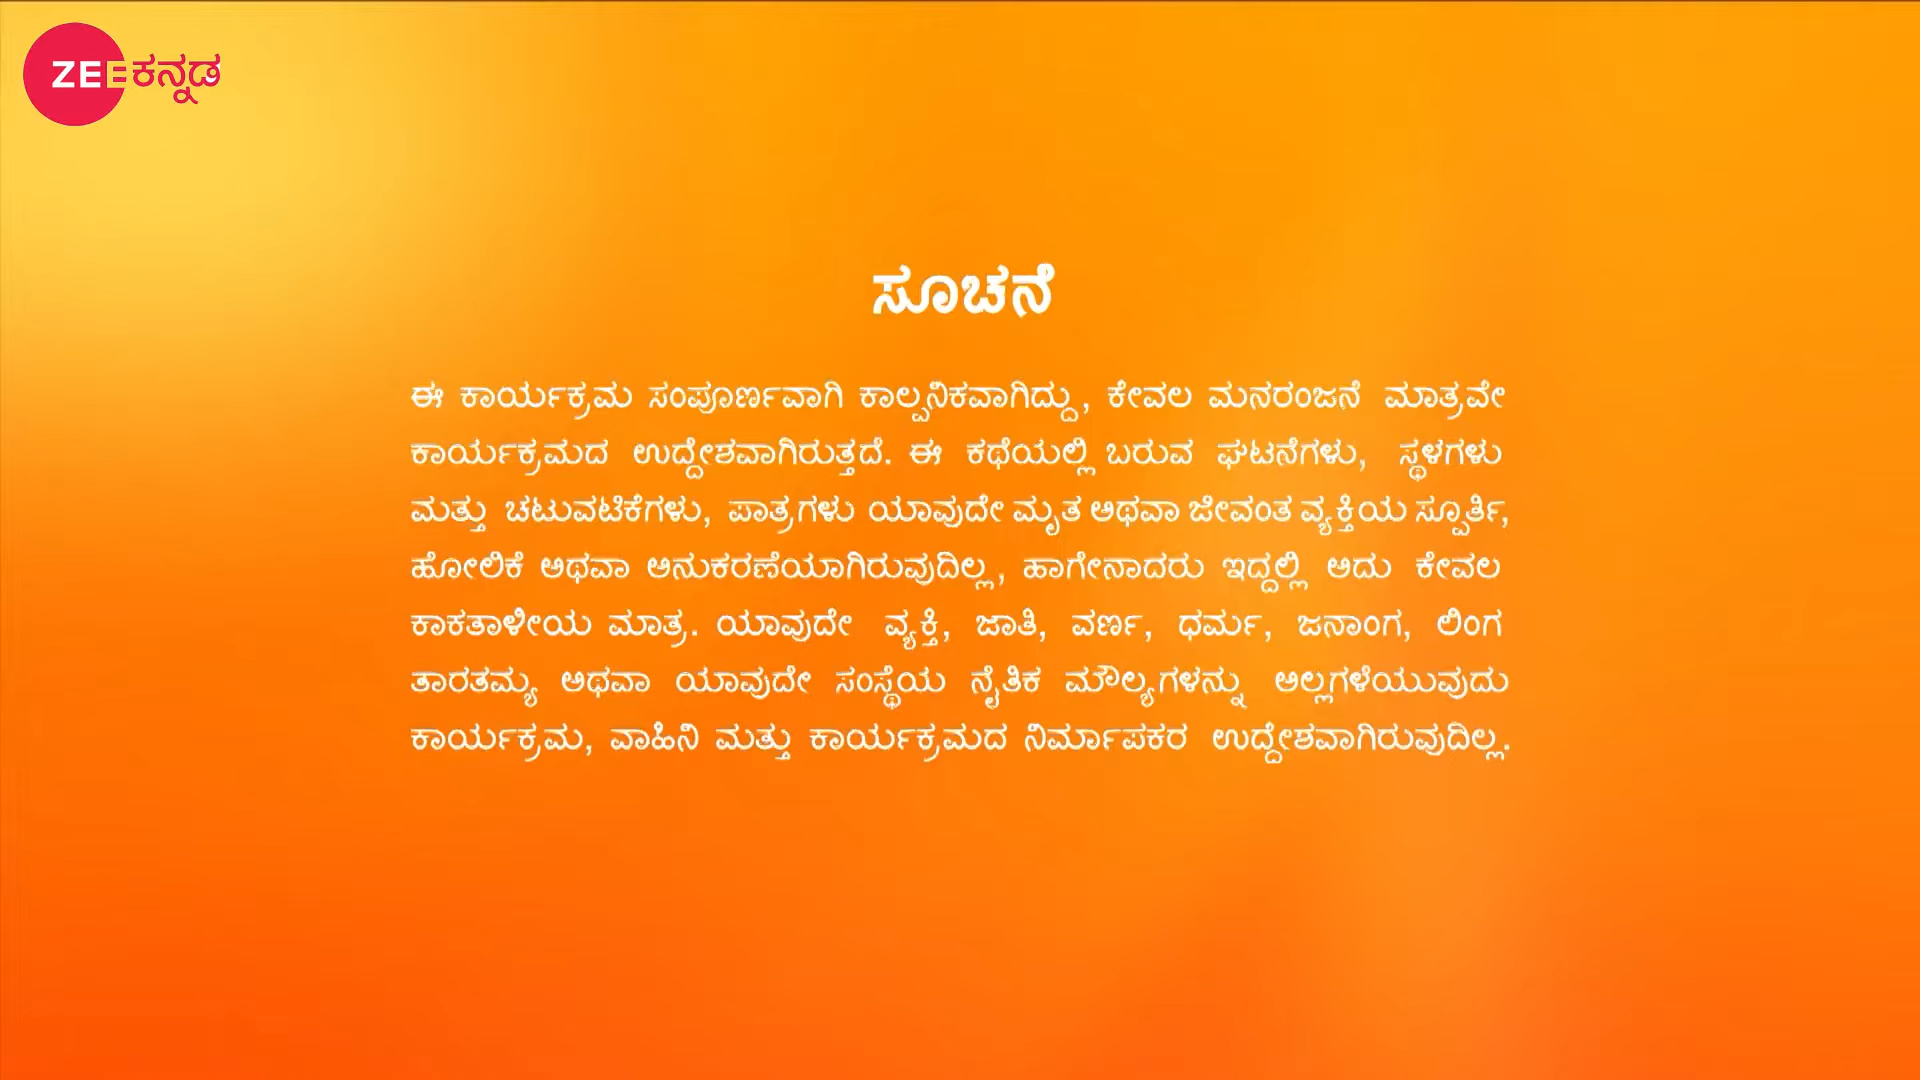 ZEEಕನ್ನಡ
ಸೂಚನೆ
ಈ ಕಾರ್ಯಕ್ರಮ ಸಂಪೂರ್ಣವಾಗಿ ಕಾಲ್ಪನಿಕವಾಗಿದ್ದು, ಕೇವಲ ಮನರಂಜನೆ ಮಾತ್ರವೇ
ಕಾರ್ಯಕ್ರಮದ ಉದ್ದೇಶವಾಗಿರುತ್ತದೆ. ಈ ಕಥೆಯಲ್ಲಿ ಬರುವ ಘಟನೆಗಳು, ಸ್ಥಳಗಳು
ಮತ್ತು ಚಟುವಟಿಕೆಗಳು, ಪಾತ್ರಗಳು ಯಾವುದೇ ಮೃತ ಅಥವಾ ಜೀವಂತ ವ್ಯಕ್ತಿಯ ಸ್ಪೂರ್ತಿ,
ಹೋಲಿಕೆ ಅಥವಾ ಅನುಕರಣೆಯಾಗಿರುವುದಿಲ್ಲ, ಹಾಗೇನಾದರು ಇದ್ದಲ್ಲಿ ಅದು ಕೇವಲ
ಕಾಕತಾಳೀಯ ಮಾತ್ರ. ಯಾವುದೇ ವ್ಯಕ್ತಿ, ಜಾತಿ, ವರ್ಣ, ಧರ್ಮ, ಜನಾಂಗ, ಲಿಂಗ
ತಾರತಮ್ಯ ಅಥವಾ ಯಾವುದೇ ಸಂಸ್ಥೆಯ ನೈತಿಕ ಮೌಲ್ಯಗಳನ್ನು ಅಲ್ಲಗಳೆಯುವುದು
ಕಾರ್ಯಕ್ರಮ, ವಾಹಿನಿ ಮತ್ತು ಕಾರ್ಯಕ್ರಮದ ನಿರ್ಮಾಪಕರ ಉದ್ದೇಶವಾಗಿರುವುದಿಲ್ಲ.